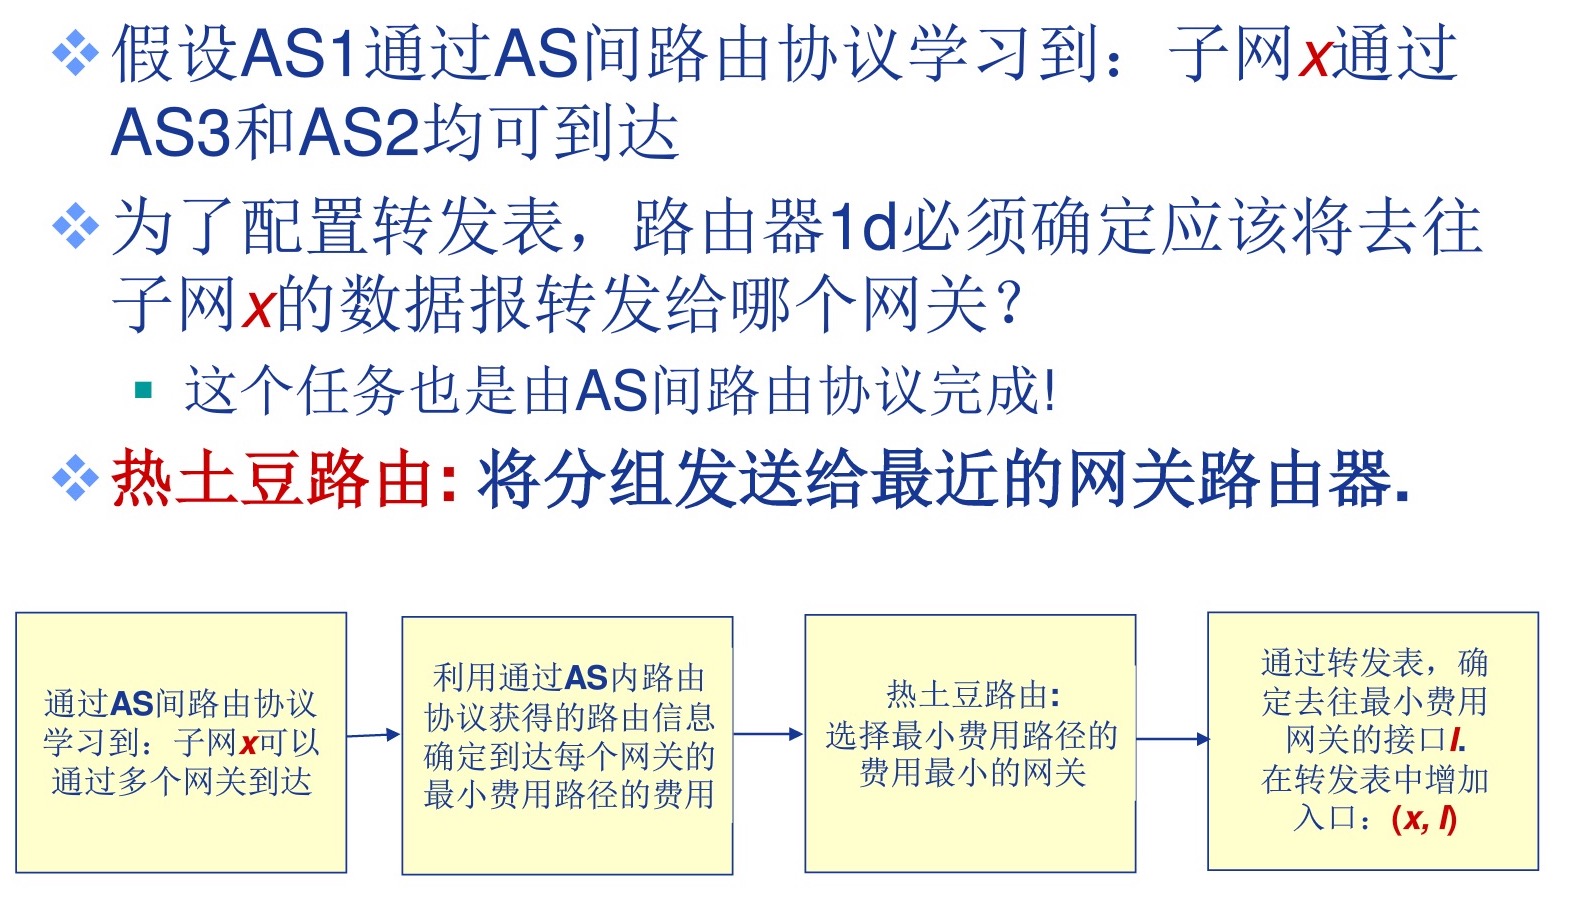 假设AS1通过AS间路由协议学习到：子网x通过
AS3和AS2均可到达
为了配置转发表，路由器1d必须确定应该将去往
子网x的数据报转发给哪个网关？
这个任务也是由AS间路由协议完成!
热土豆路由: 将分组发送给最近的网关路由器.
通过AS间路由协议
学习到：子网x可以
通过多个网关到达
利用通过AS内路由
协议获得的路由信息
确定到达每个网关的
最小费用路径的费用
热土豆路由:
选择最小费用路径的
费用最小的网关
通过转发表，确
定去往最小费用
网关的接口I.
在转发表中增加
入口：(x, I)